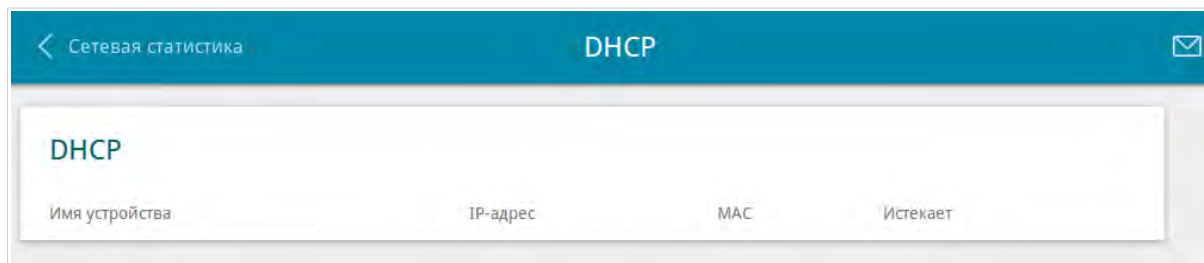 Сетевая статистика DHCP
DHCP
Имя устройства IP-адрес MAC Истекает